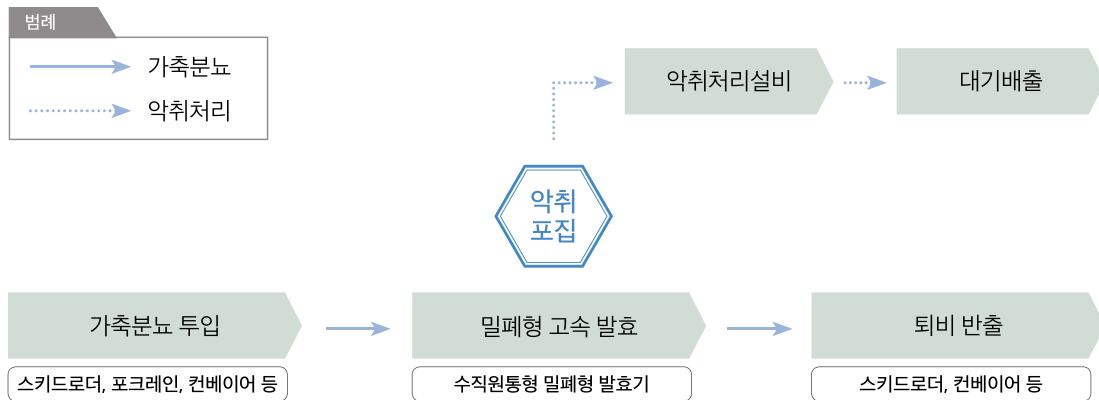 범례
가축분뇨
악취처리
악취처리설비
대기배출
악취
포집
가축분뇨 투입
밀폐형 고속 발효
퇴비 반출
스키드로더, 포크레인, 컨베이어 등
수직원통형 밀폐형 발효기
스키드로더, 컨베이어 등